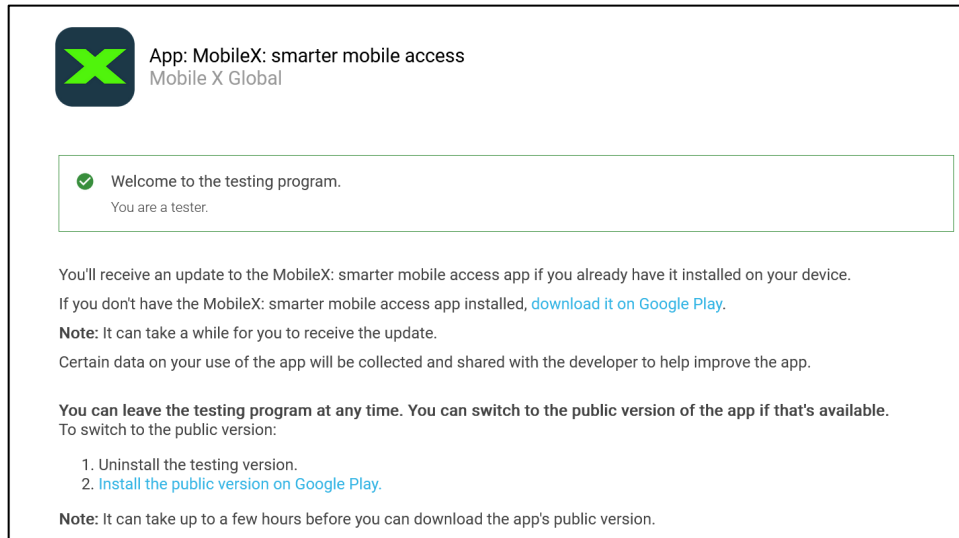 App: MobileX: smarter mobile access
Mobile X Global
Welcome to the testing program.
You are a tester.
You'll receive an update to the MobileX: smarter mobile access app if you already have it installed on your device.
If you don't have the MobileX: smarter mobile access app installed, download it on Google Play.
Note: It can take a while for you to receive the update.
Certain data on your use of the app will be collected and shared with the developer to help improve the app.
You can leave the testing program at any time. You can switch to the public version of the app if that's available.
To switch to the public version:
1. Uninstall the testing version.
2. Install the public version on Google Play.
Note: It can take up to a few hours before you can download the app's public version.